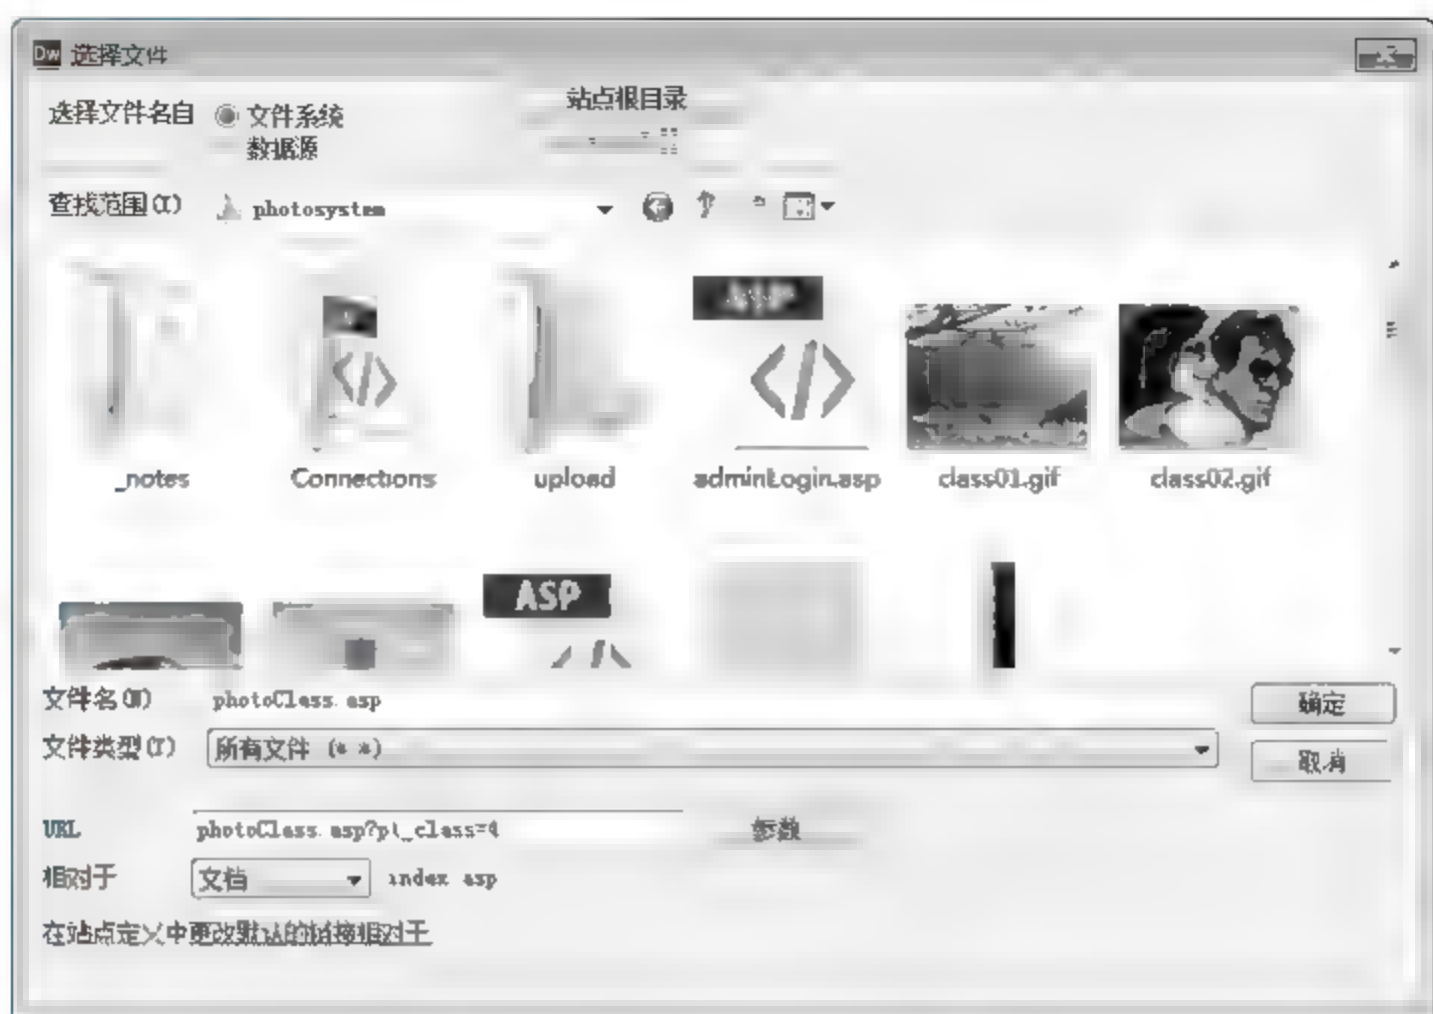 Dw 选择文件
选择文件名自 文件系统 站点根目录
数据源
查找范围(I) photosystem
ASP
_notes Connections upload adminLogin.asp class01.gif class02.gif
ASP
文件名(N) photoClass.asp 确定
文件类型(T) 所有文件 (*.*) 取消
URL photoClass.asp?pt_class=4 参数
相对于 文档 index.asp
在站点定义中更改默认的链接相对于